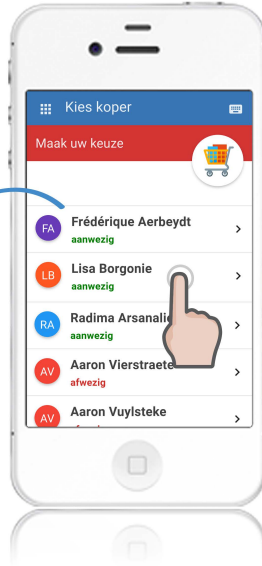 Kies koper
Maak uw keuze
FA
Frédérique Aerbeydt
aanwezig
LB
Lisa Borgonie
aanwezig
RA
Radima
aanwezig
AV
Aaron Vierstraete
afwezig
AV
Aaron Vuylsteke